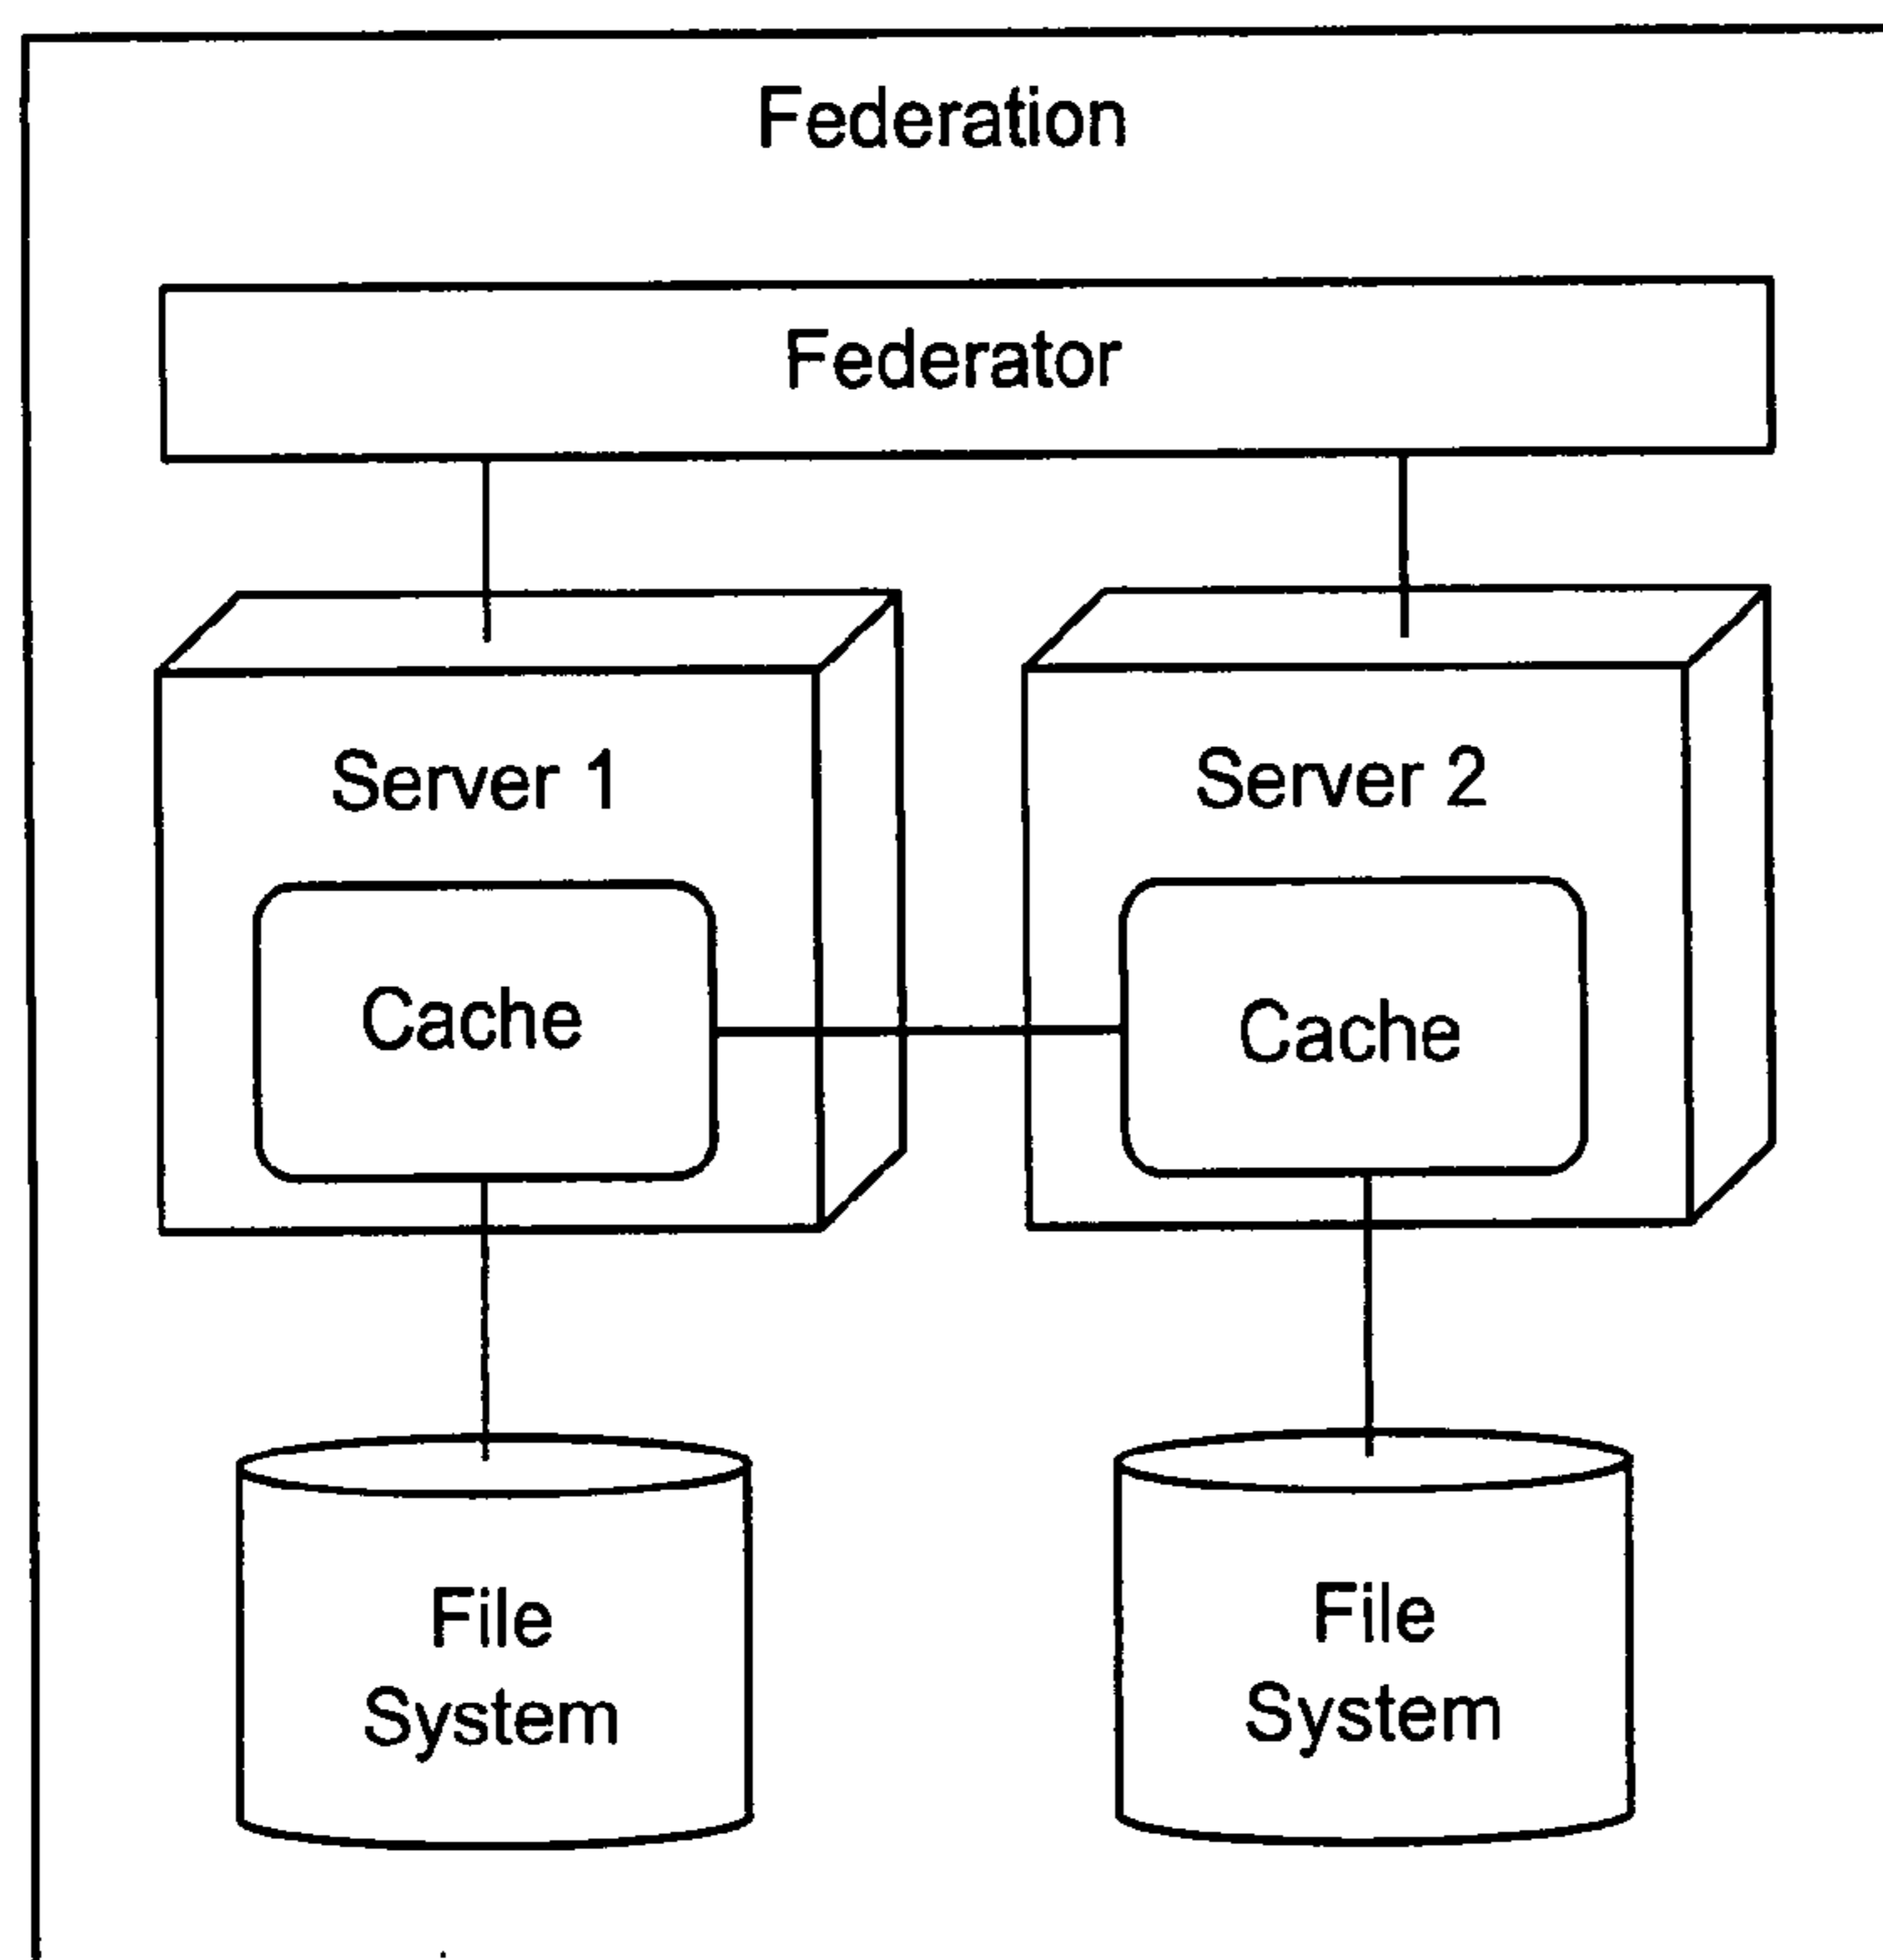 Federation
Federator
Server 1
Server 2
Cache
Cache
File
System
File
System